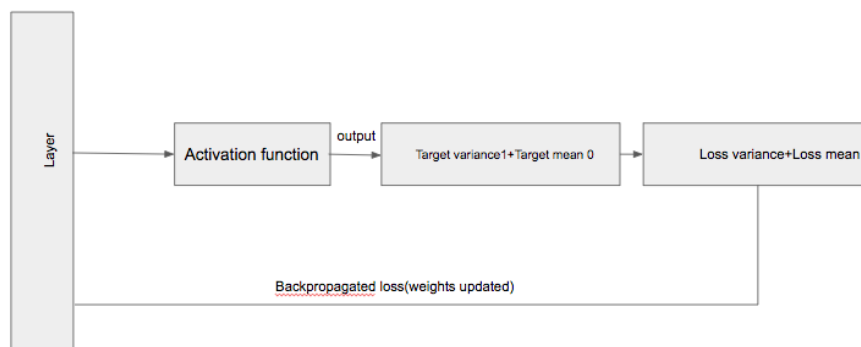 Layer
Activation function
output
Target variance1+Target mean 0
Loss variance+Loss mean
Backpropagated loss(weights updated)